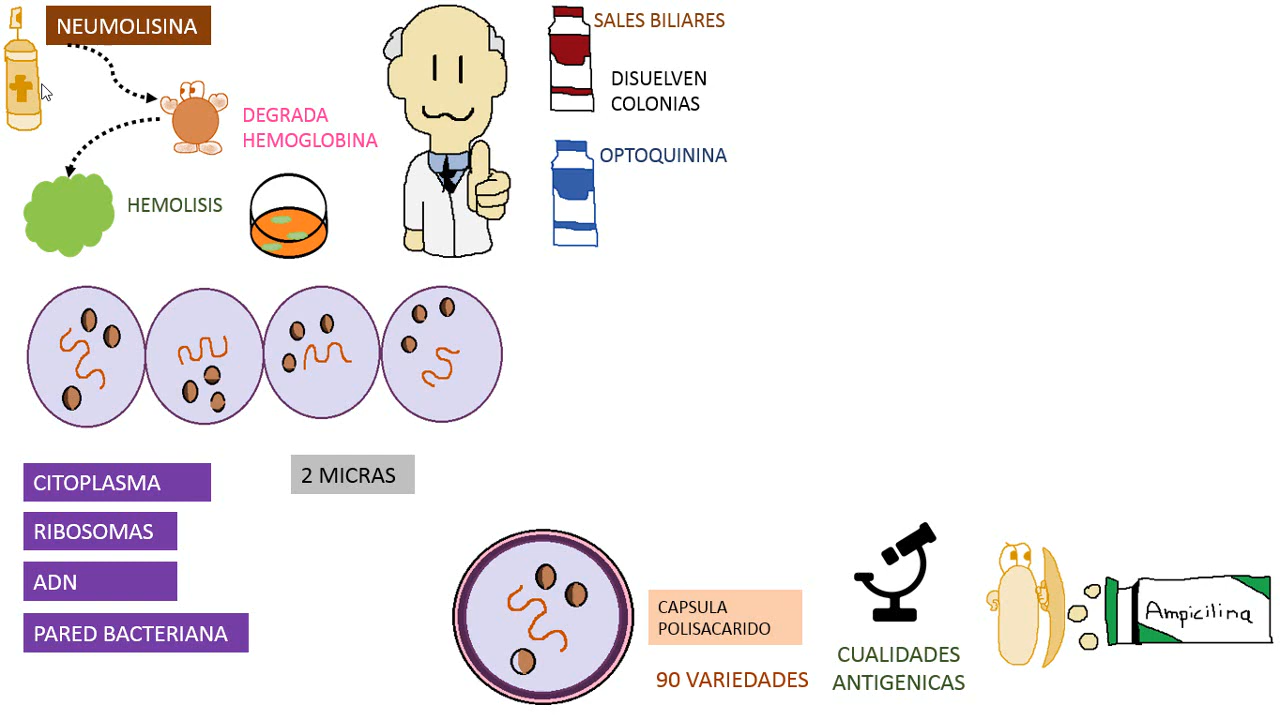 NEUMOLISINA
SALES BILIARES
DISUELVEN
COLONIAS
DEGRADA
HEMOGLOBINA
OPTOQUININA
HEMOLISIS
CITOPLASMA
2 MICRAS
RIBOSOMAS
ADN
PARED BACTERIANA
CAPSULA
POLISACARIDO
90 VARIEDADES
CUALIDADES
ANTIGENICAS
Ampicilina